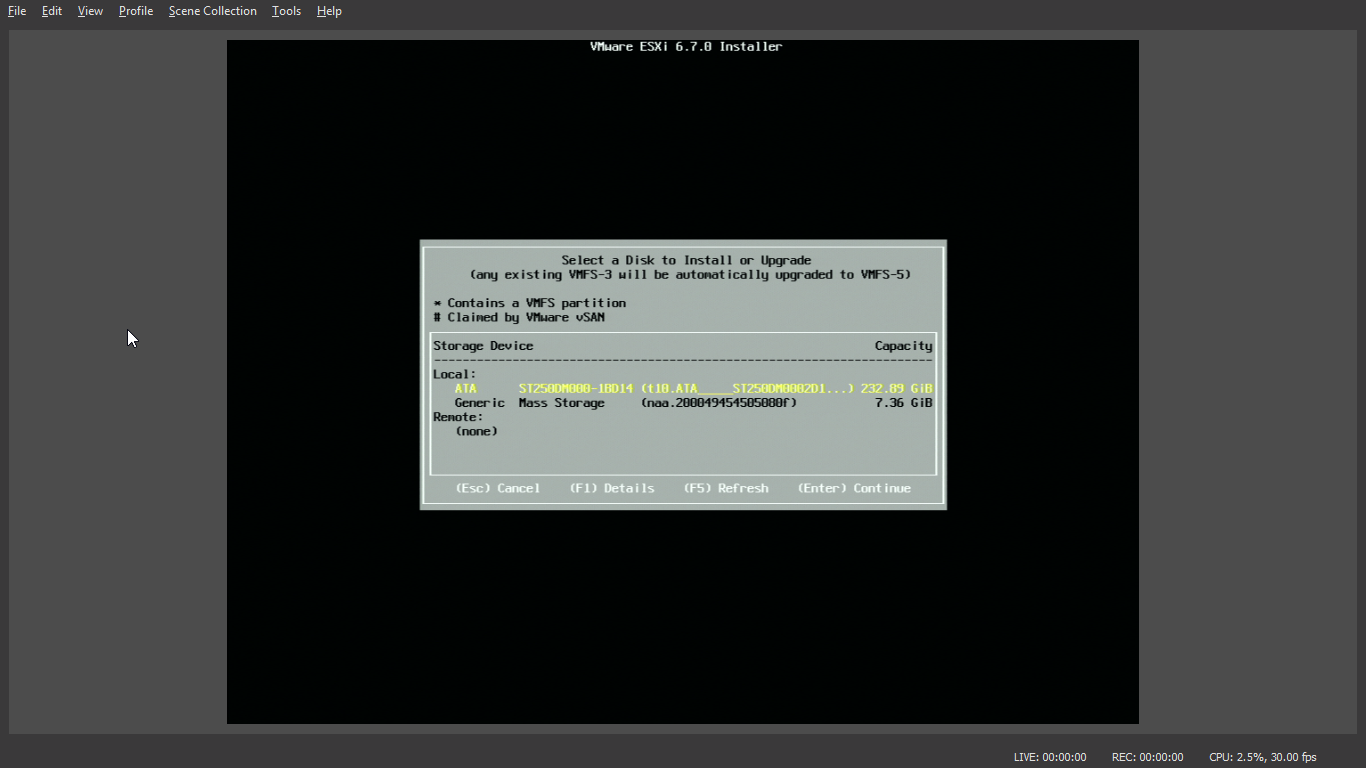 File Edit View Profile Scene Collection Tools Help
VMware ESXi 6.7.0 Installer
Select a Disk to Install or Upgrade
(any existing VMFS-3 will be automatically upgraded to VMFS-5)
* Contains a VMFS partition
# Claimed by VMware vSAN
Storage Device Capacity
Local:
ATA ST250DM000-1BD14 (t10.ATA_____ST250DM0002D1...) 232.89 GiB
Generic Mass Storage (naa.200049454505080f) 7.36 GiB
Remote:
(none)
(Esc) Cancel (F1) Details (F5) Refresh (Enter) Continue
LIVE: 00:00:00 REC: 00:00:00 CPU: 2.5%, 30.00 fps